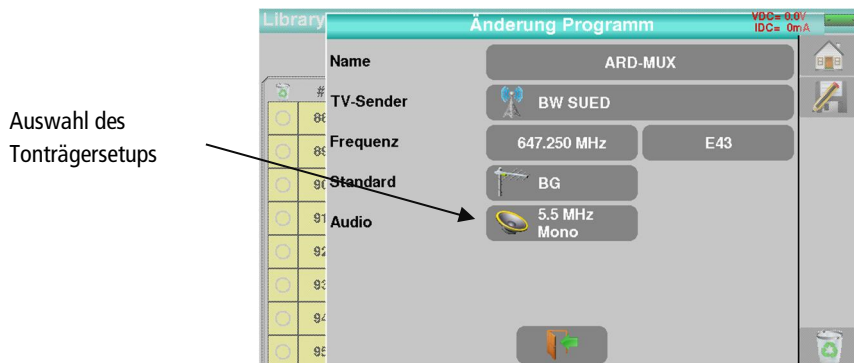 Library
Änderung Programm
VDC= 0.0V
IDC= 0mA
Name
ARD-MUX
#
TV-Sender
BW SUED
88
Auswahl des
Tonträgersetups
Frequenz
647.250 MHz
E43
89
Standard
BG
90
Audio
5.5 MHz
Mono
91
92
93
94
95